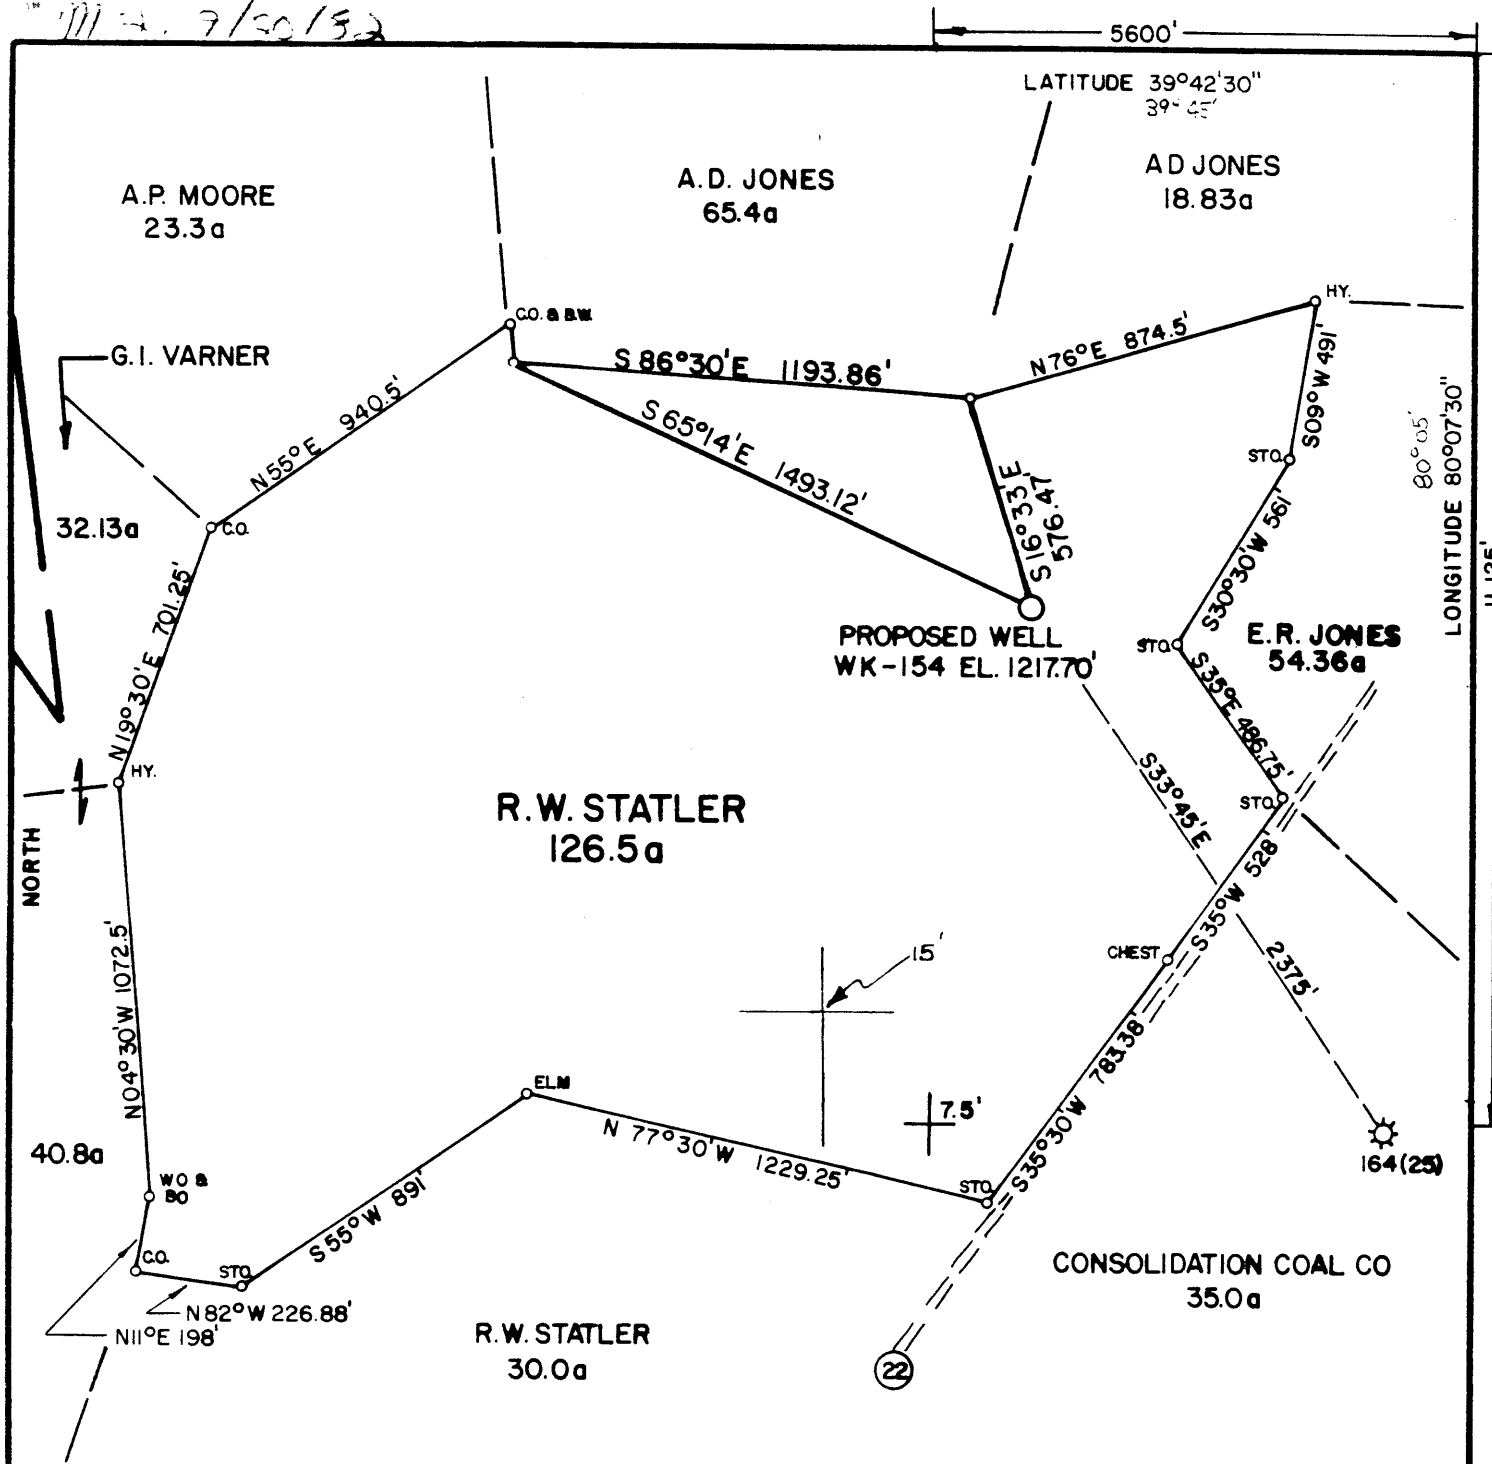 9/30/82
5600'
LATITUDE 39°42'30"
39°45'
A.P. MOORE
23.3a
A.D. JONES
65.4a
AD JONES
18.83a
G.I. VARNER
32.13a
C.O. & B.W.
HY.
N55°E 940.5'
S 86°30'E 1193.86'
N76°E 874.5'
S09°W 491'
S 65°14'E 1493.12'
S 16°33'E
576.47'
C.O.
STO.
80°05'
LONGITUDE 80°07'30"
N19°30'E 701.25'
S30°30'W 561'
PROPOSED WELL
WK-154 EL. 1217.70'
STO.
E.R. JONES
54.36a
S35°E 486.75'
HY.
STO.
S33°45'E
2375'
R.W. STATLER
126.5a
NORTH
N04°30'W 1072.5'
S35°W 528'
CHEST.
15'
7.5'
S35°30'W 783.38'
ELM
N 77°30'W 1229.25'
STO.
164(25)
40.8a
WO &
BO
S55°W 891'
C.O.
STO.
N82°W 226.88'
N11°E 198'
R.W. STATLER
30.0a
CONSOLIDATION COAL CO
35.0a
22